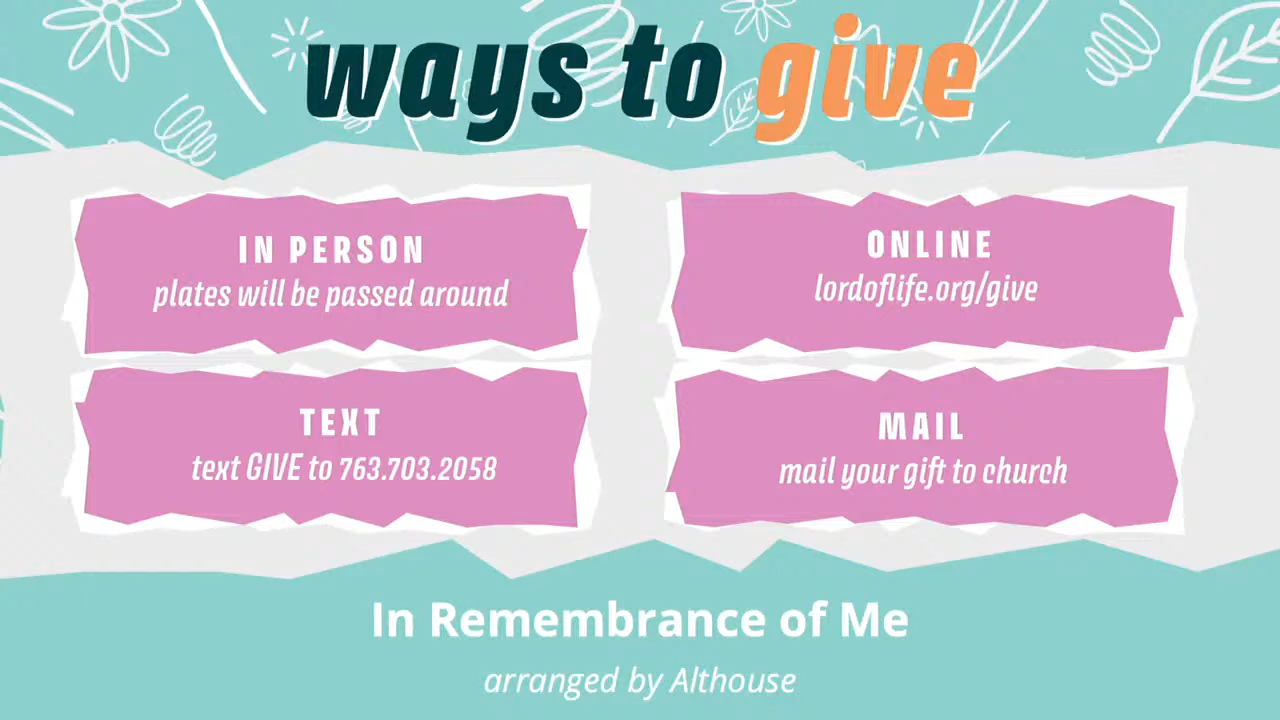 ways to give
IN PERSON
plates will be passed around
ONLINE
lordoflife.org/give
TEXT
text GIVE to 763.703.2058
MAIL
mail your gift to church
In Remembrance of Me
arranged by Althouse